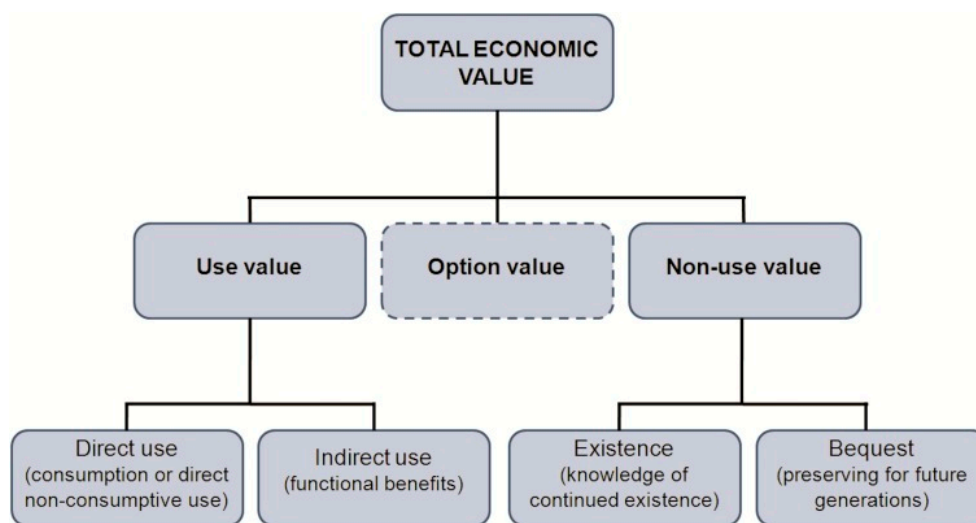 TOTAL ECONOMIC
VALUE
Use value
Option value
Non-use value
Direct use
(consumption or direct
non-consumptive use)
Indirect use
(functional benefits)
Existence
(knowledge of
continued existence)
Bequest
(preserving for future
generations)